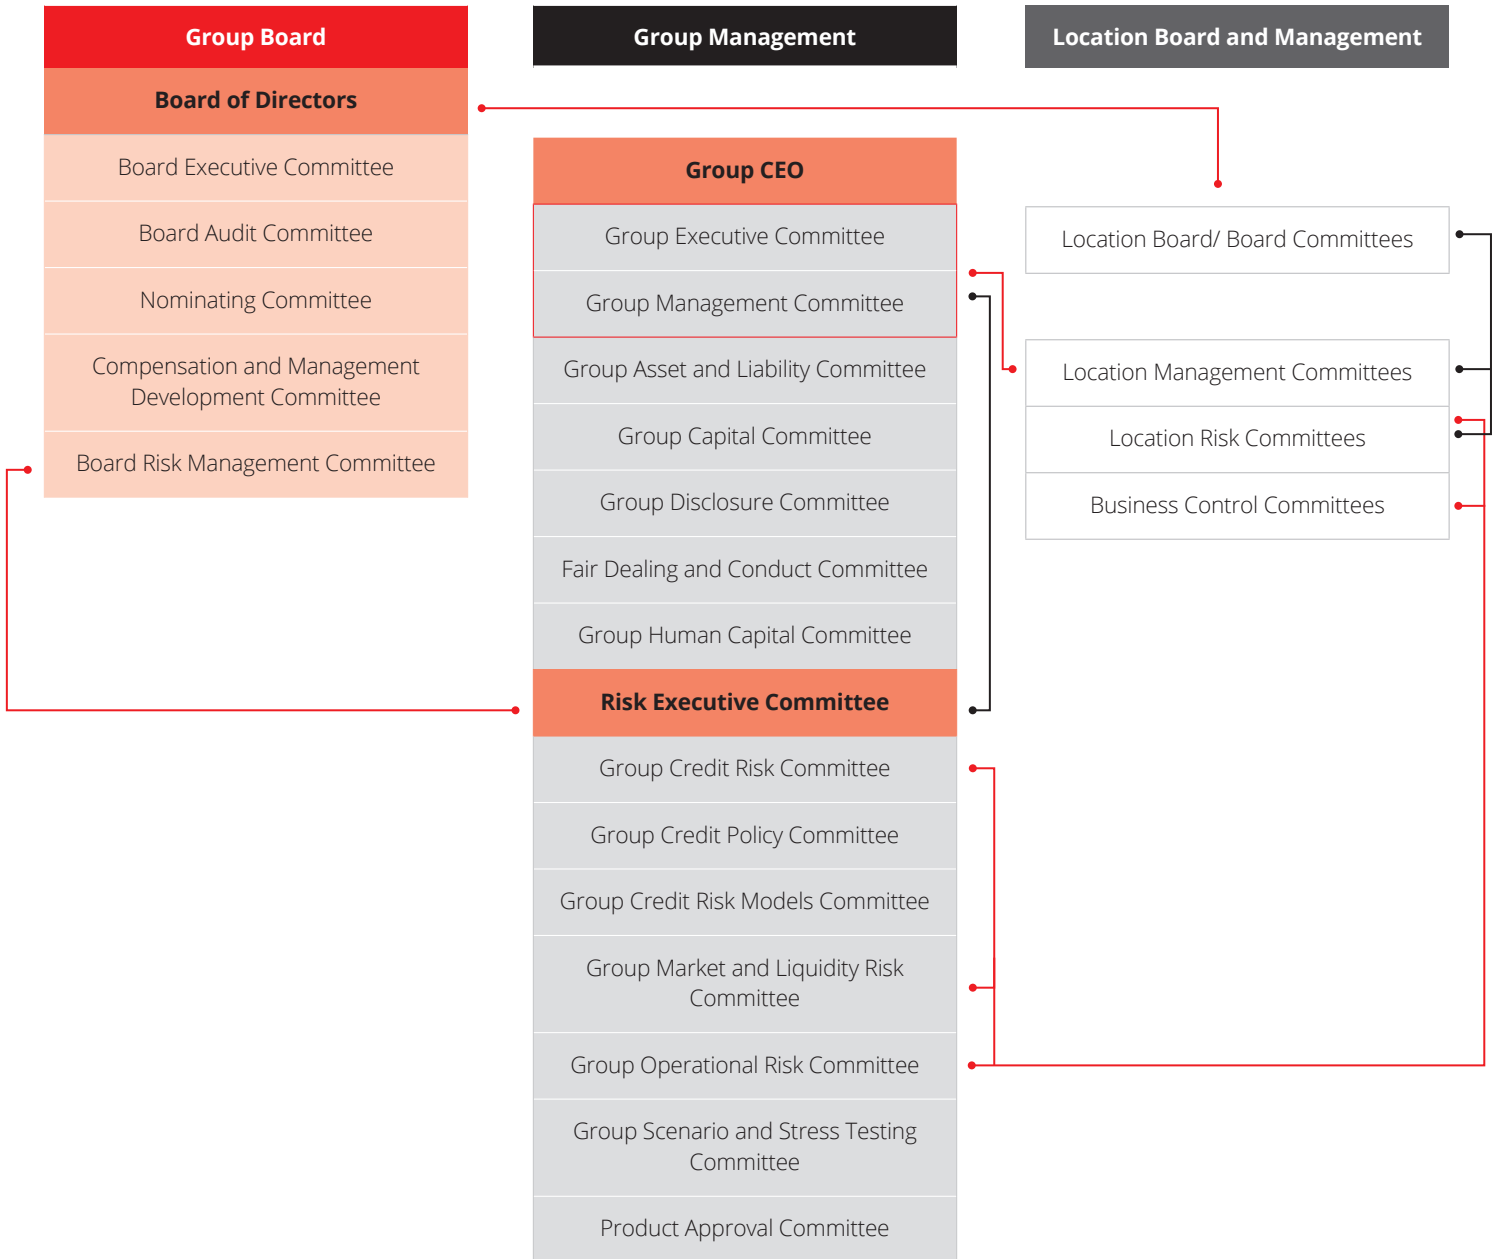 Group Board
Board of Directors
Board Executive Committee
Board Audit Committee
Nominating Committee
Compensation and Management
Development Committee
Board Risk Management Committee
Group Management
Group CEO
Group Executive Committee
Group Management Committee
Group Asset and Liability Committee
Group Capital Committee
Group Disclosure Committee
Fair Dealing and Conduct Committee
Group Human Capital Committee
Risk Executive Committee
Group Credit Risk Committee
Group Credit Policy Committee
Group Credit Risk Models Committee
Group Market and Liquidity Risk
Committee
Group Operational Risk Committee
Group Scenario and Stress Testing
Committee
Product Approval Committee
Location Board and Management
Location Board/ Board Committees
Location Management Committees
Location Risk Committees
Business Control Committees